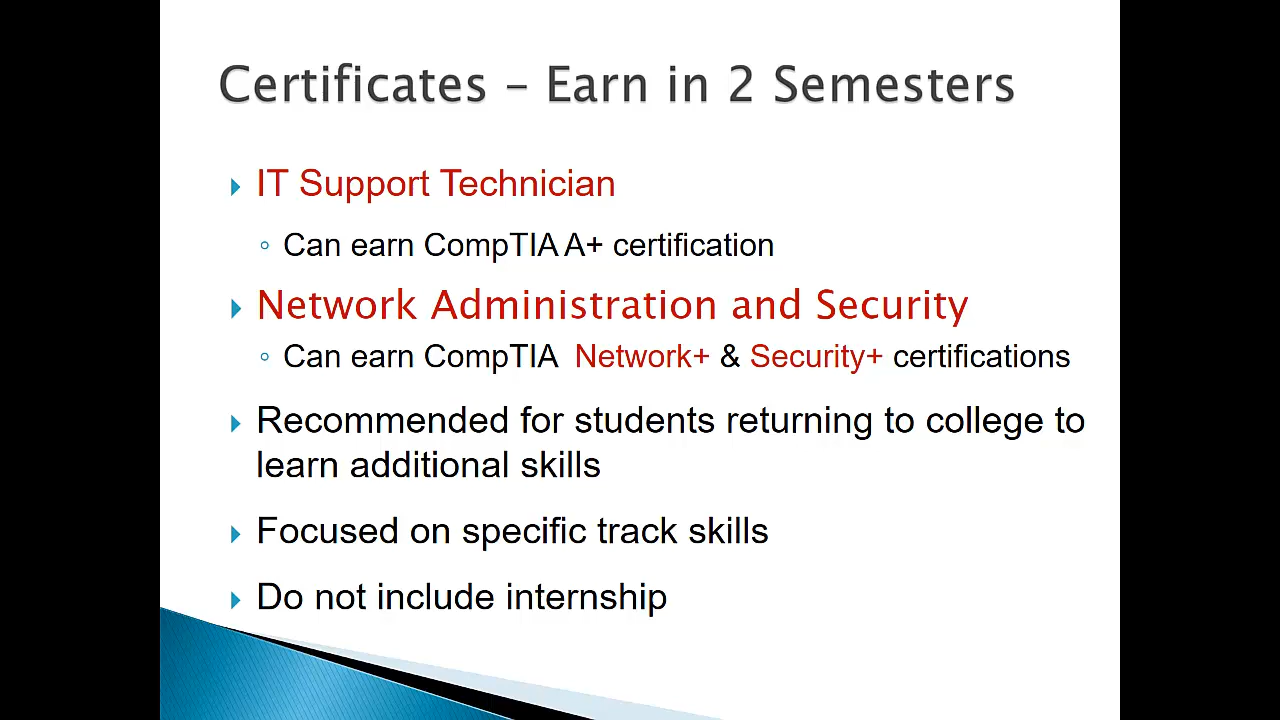 Certificates – Earn in 2 Semesters
IT Support Technician
Can earn CompTIA A+ certification
Network Administration and Security
Can earn CompTIA Network+ & Security+ certifications
Recommended for students returning to college to
learn additional skills
Focused on specific track skills
Do not include internship